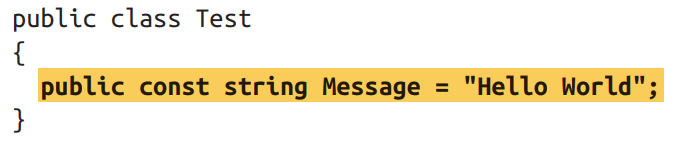 public class Test
{
public const string Message = "Hello World";
}